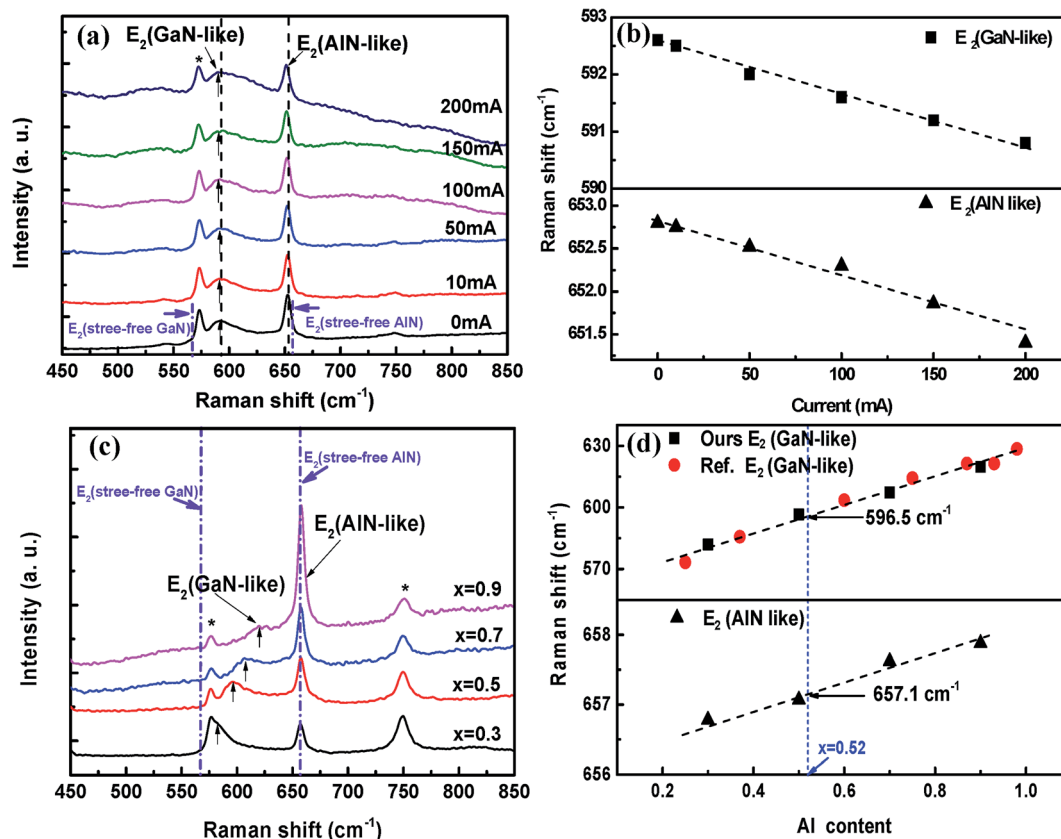 (a)
E2(GaN-like)
E2(AlN-like)
*
200mA
150mA
100mA
50mA
10mA
0mA
E2(stree-free GaN)
E2(stree-free AlN)
Intensity (a. u.)
450 500 550 600 650 700 750 800 850
Raman shift (cm-1)
(b)
E2(GaN-like)
593
592
591
590
E2(AlN like)
653.0
652.5
652.0
651.5
Raman shift (cm-1)
0 50 100 150 200
Current (mA)
(c)
E2(stree-free AlN)
E2(stree-free GaN)
E2(AlN-like)
E2(GaN-like)
*
*
x=0.9
x=0.7
x=0.5
x=0.3
Intensity (a. u.)
450 500 550 600 650 700 750 800 850
Raman shift (cm-1)
(d)
Ours E2 (GaN-like)
Ref. E2 (GaN-like)
630
600
570
596.5 cm-1
E2 (AlN like)
658
657
656
657.1 cm-1
x=0.52
Raman shift (cm-1)
0.2 0.4 0.6 0.8 1.0
Al content